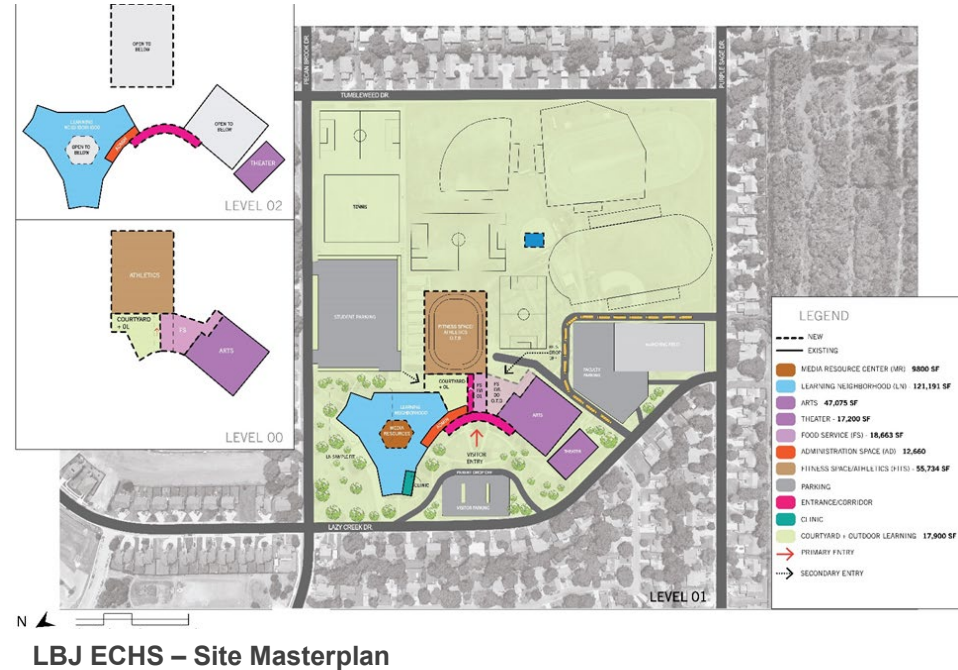 OPEN TO
BELOW
LEARNING
NEIGHBORHOOD
OPEN TO
BELOW
OPEN TO
BELOW
THEATER
LEVEL 02
ATHLETICS
COURTYARD
+ OL
FS
ARTS
LEVEL 00
PECAN BROOK DR.
PURPLE SAGE DR.
TUMBLEWEED DR.
TENNIS
STUDENT PARKING
FITNESS SPACE
ATHLETICS
O.T.B
FACULTY
PARKING
COURTYARD
+ OL
LEARNING
NEIGHBORHOOD
MEDIA
RESOURCES
ADMIN
ARTS
THEATER
VISITOR
ENTRY
CLINIC
VISITOR PARKING
LAZY CREEK DR.
LEVEL 01
LEGEND
NEW
EXISTING
MEDIA RESOURCE CENTER (MR) 9800 SF
LEARNING NEIGHBORHOOD (LN) 121,191 SF
ARTS 47,075 SF
THEATER - 17,200 SF
FOOD SERVICE (FS) - 18,663 SF
ADMINISTRATION SPACE (AD) 12,660
FITNESS SPACE/ATHLETICS (FITS) - 55,734 SF
PARKING
ENTRANCE/CORRIDOR
CLINIC
COURTYARD + OUTDOOR LEARNING 17,900 SF
PRIMARY ENTRY
SECONDARY ENTRY
N
LBJ ECHS – Site Masterplan